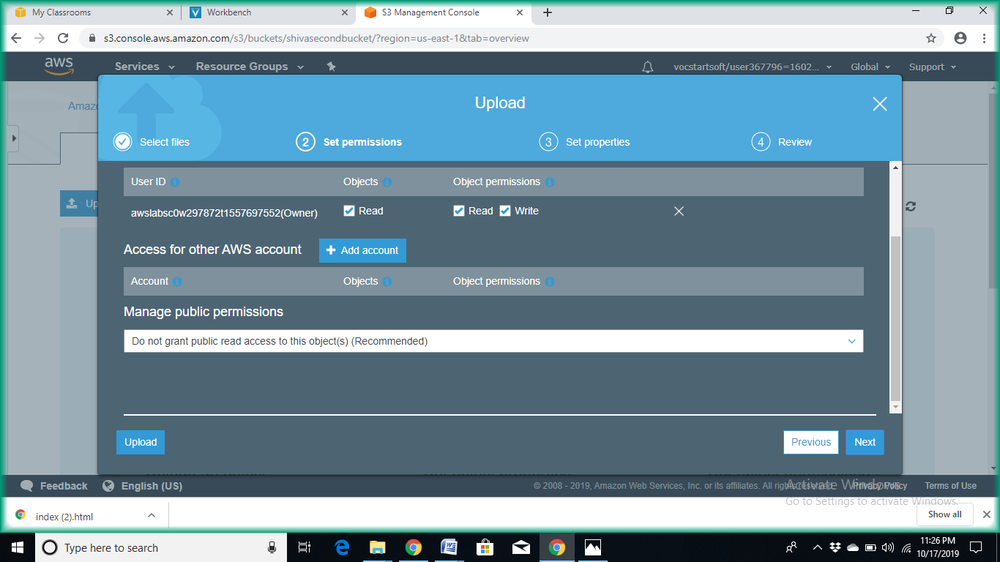 My Classrooms
Workbench
S3 Management Console
s3.console.aws.amazon.com/s3/buckets/shivasecondbucket/?region=us-east-1&tab=overview
aws
Services
Resource Groups
vocstartsoft/user367796=1602...
Global
Support
Amazo
Upload
Select files
2 Set permissions
3 Set properties
4 Review
Up
User ID
Objects
Object permissions
awslabsc0w297872t1557697552(Owner)
Read
Read
Write
Access for other AWS account
Add account
Account
Objects
Object permissions
Manage public permissions
Do not grant public read access to this object(s) (Recommended)
Upload
Previous
Next
Feedback
English (US)
© 2008 - 2019, Amazon Web Services, Inc. or its affiliates. All rights reserved.
Privacy Policy
Terms of Use
Activate Windows
Go to Settings to activate Windows.
index (2).html
Show all
Type here to search
11:26 PM
10/17/2019